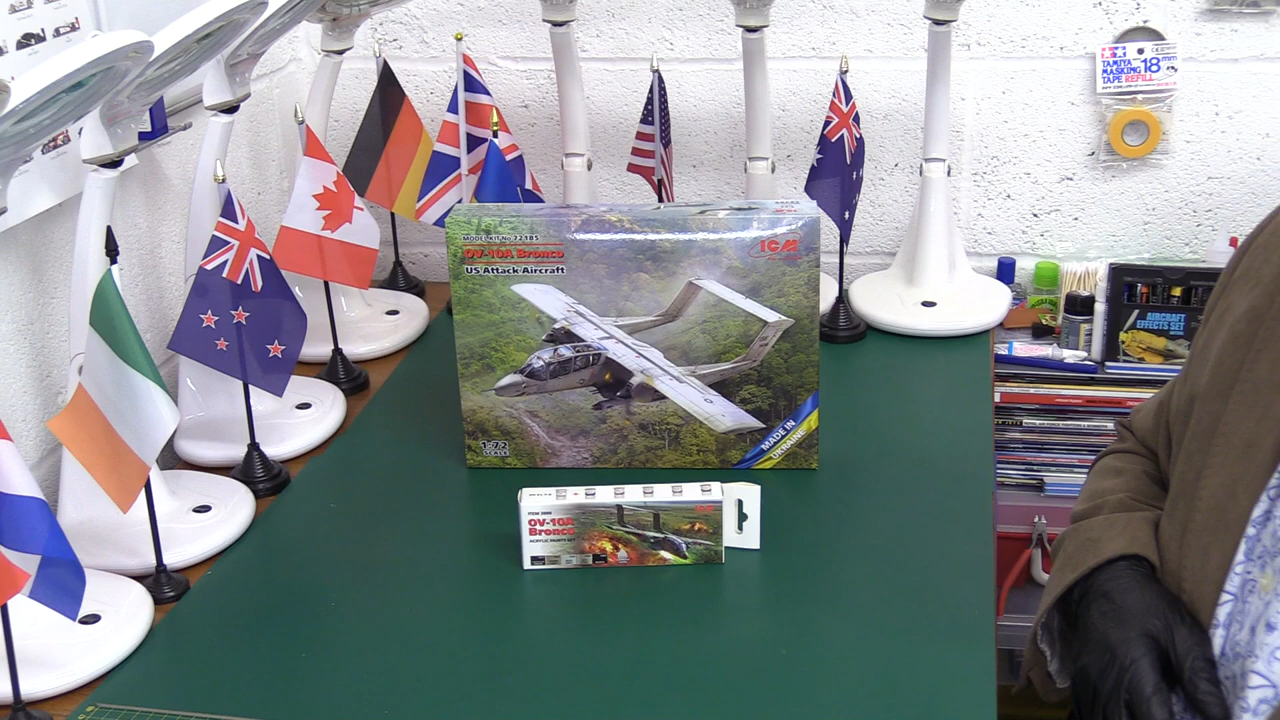 TAMIYA
MASKING 18mm
TAPE REFILL
MODEL KIT No 72185
OV-10A Bronco
US Attack Aircraft
ICM
1:72
SCALE
MADE IN
UKRAINE
OV-10A
Bronco
ACRYLIC PAINTS SET
ICM
AIRCRAFT
EFFECTS SET